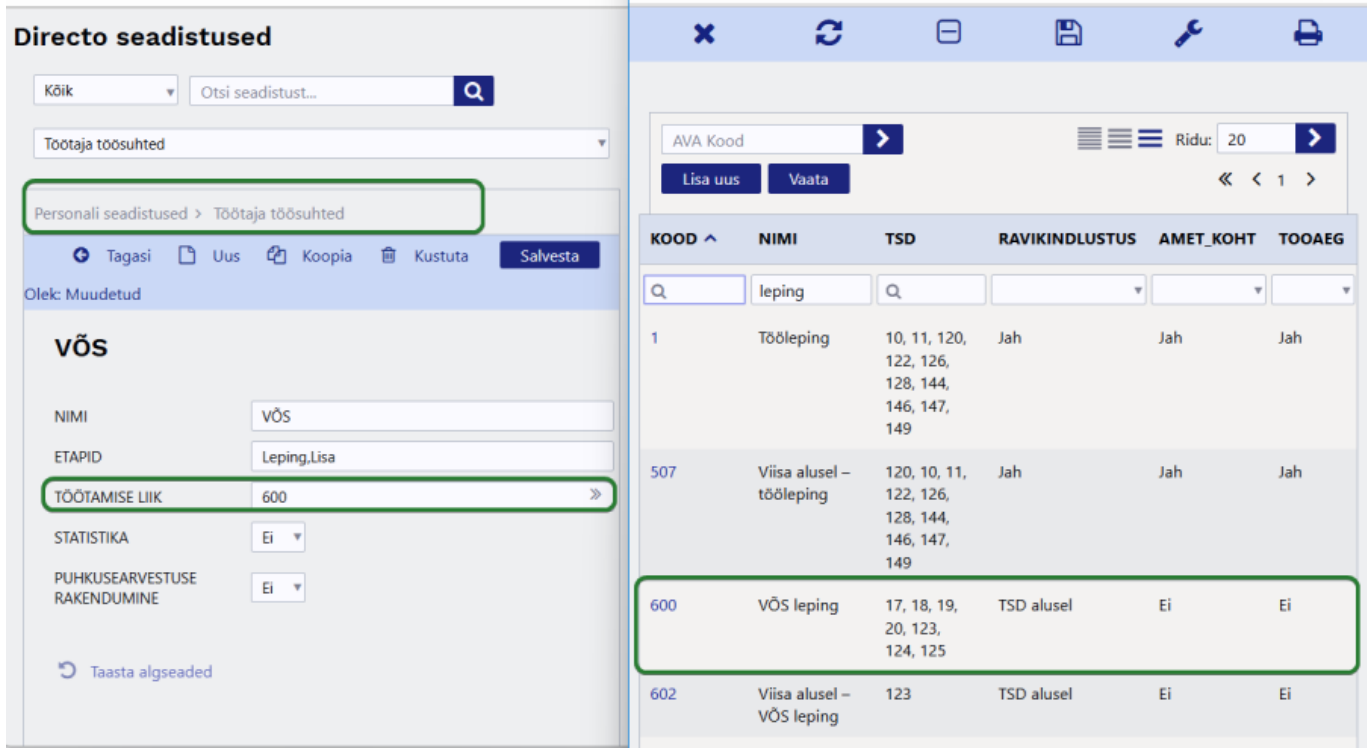 Directo seadistused
Kõik
Otsi seadistust...
Töötaja töösuhted
Personali seadistused > Töötaja töösuhted
Tagasi Uus Koopia Kustuta Salvesta
Olek: Muudetud
VÕS
NIMI VÕS
ETAPID Leping,Lisa
TÖÖTAMISE LIIK 600 »
STATISTIKA Ei
PUHKUSEARVESTUSE
RAKENDUMINE Ei
Taasta algseaded
AVA Kood
Ridu: 20
Lisa uus Vaata
« < 1 >
KOOD NIMI TSD RAVIKINDLUSTUS AMET_KOHT TOOAEG
leping
1 Tööleping 10, 11, 120, Jah Jah Jah
122, 126,
128, 144,
146, 147,
149
507 Viisa alusel – 120, 10, 11, Jah Jah Jah
tööleping 122, 126,
128, 144,
146, 147,
149
600 VÕS leping 17, 18, 19, TSD alusel Ei Ei
20, 123,
124, 125
602 Viisa alusel – 123 TSD alusel Ei Ei
VÕS leping